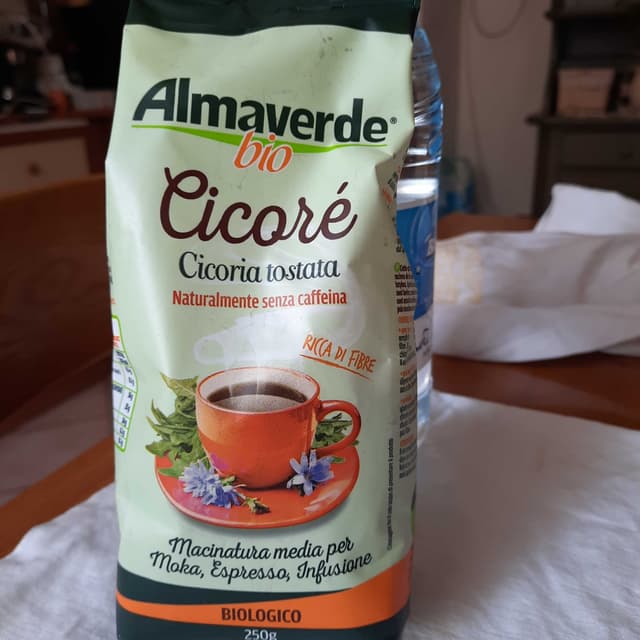 Almaverde®
bio
Cicoré
Cicoria tostata
Naturalmente senza caffeina
RICCA DI FIBRE
Macinatura media per
Moka, Espresso, Infusione
BIOLOGICO
250g